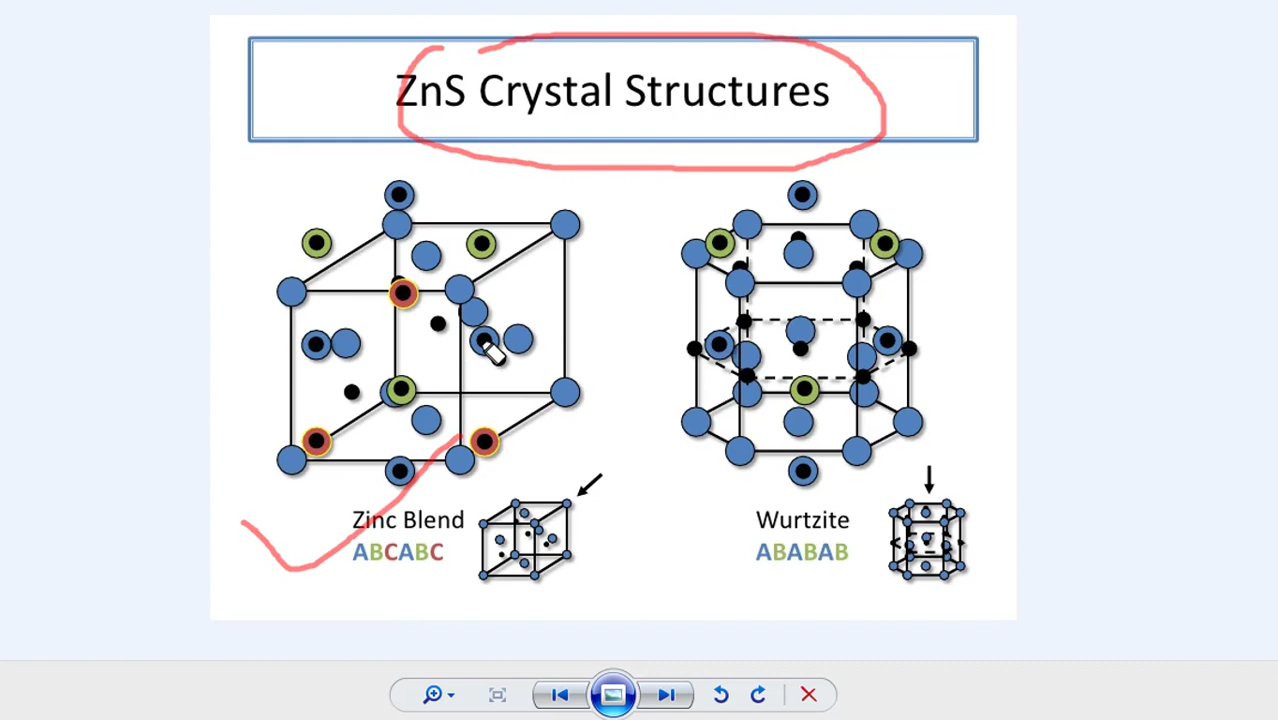 ZnS Crystal Structures
Zinc Blend
ABCABC
Wurtzite
ABABAB